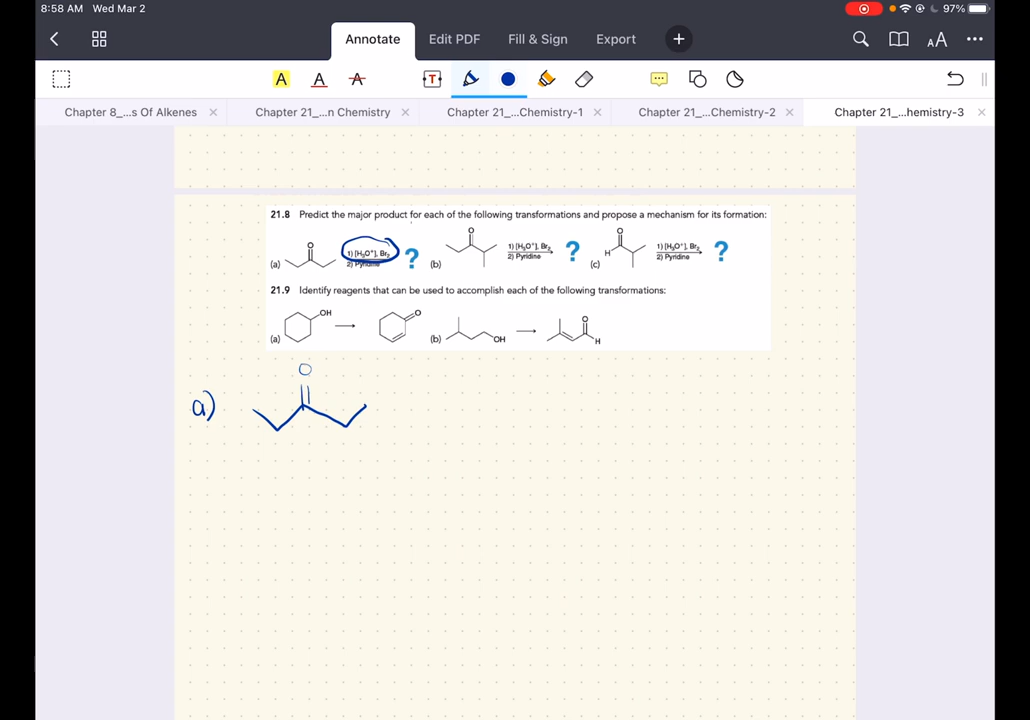 8:58 AM Wed Mar 2
97%
Annotate
Edit PDF
Fill & Sign
Export
+
AA
A A A T
Chapter 8_...s Of Alkenes ×
Chapter 21_...n Chemistry ×
Chapter 21_...Chemistry-1 ×
Chapter 21_...Chemistry-2 ×
Chapter 21_...hemistry-3 ×
21.8 Predict the major product for each of the following transformations and propose a mechanism for its formation:
(a) O 1) [H₃O⁺], Br₂ 2) Pyridine ?
(b) O 1) [H₃O⁺], Br₂ 2) Pyridine ?
(c) O H 1) [H₃O⁺], Br₂ 2) Pyridine ?
21.9 Identify reagents that can be used to accomplish each of the following transformations:
(a) OH O
(b) OH O H
a) O